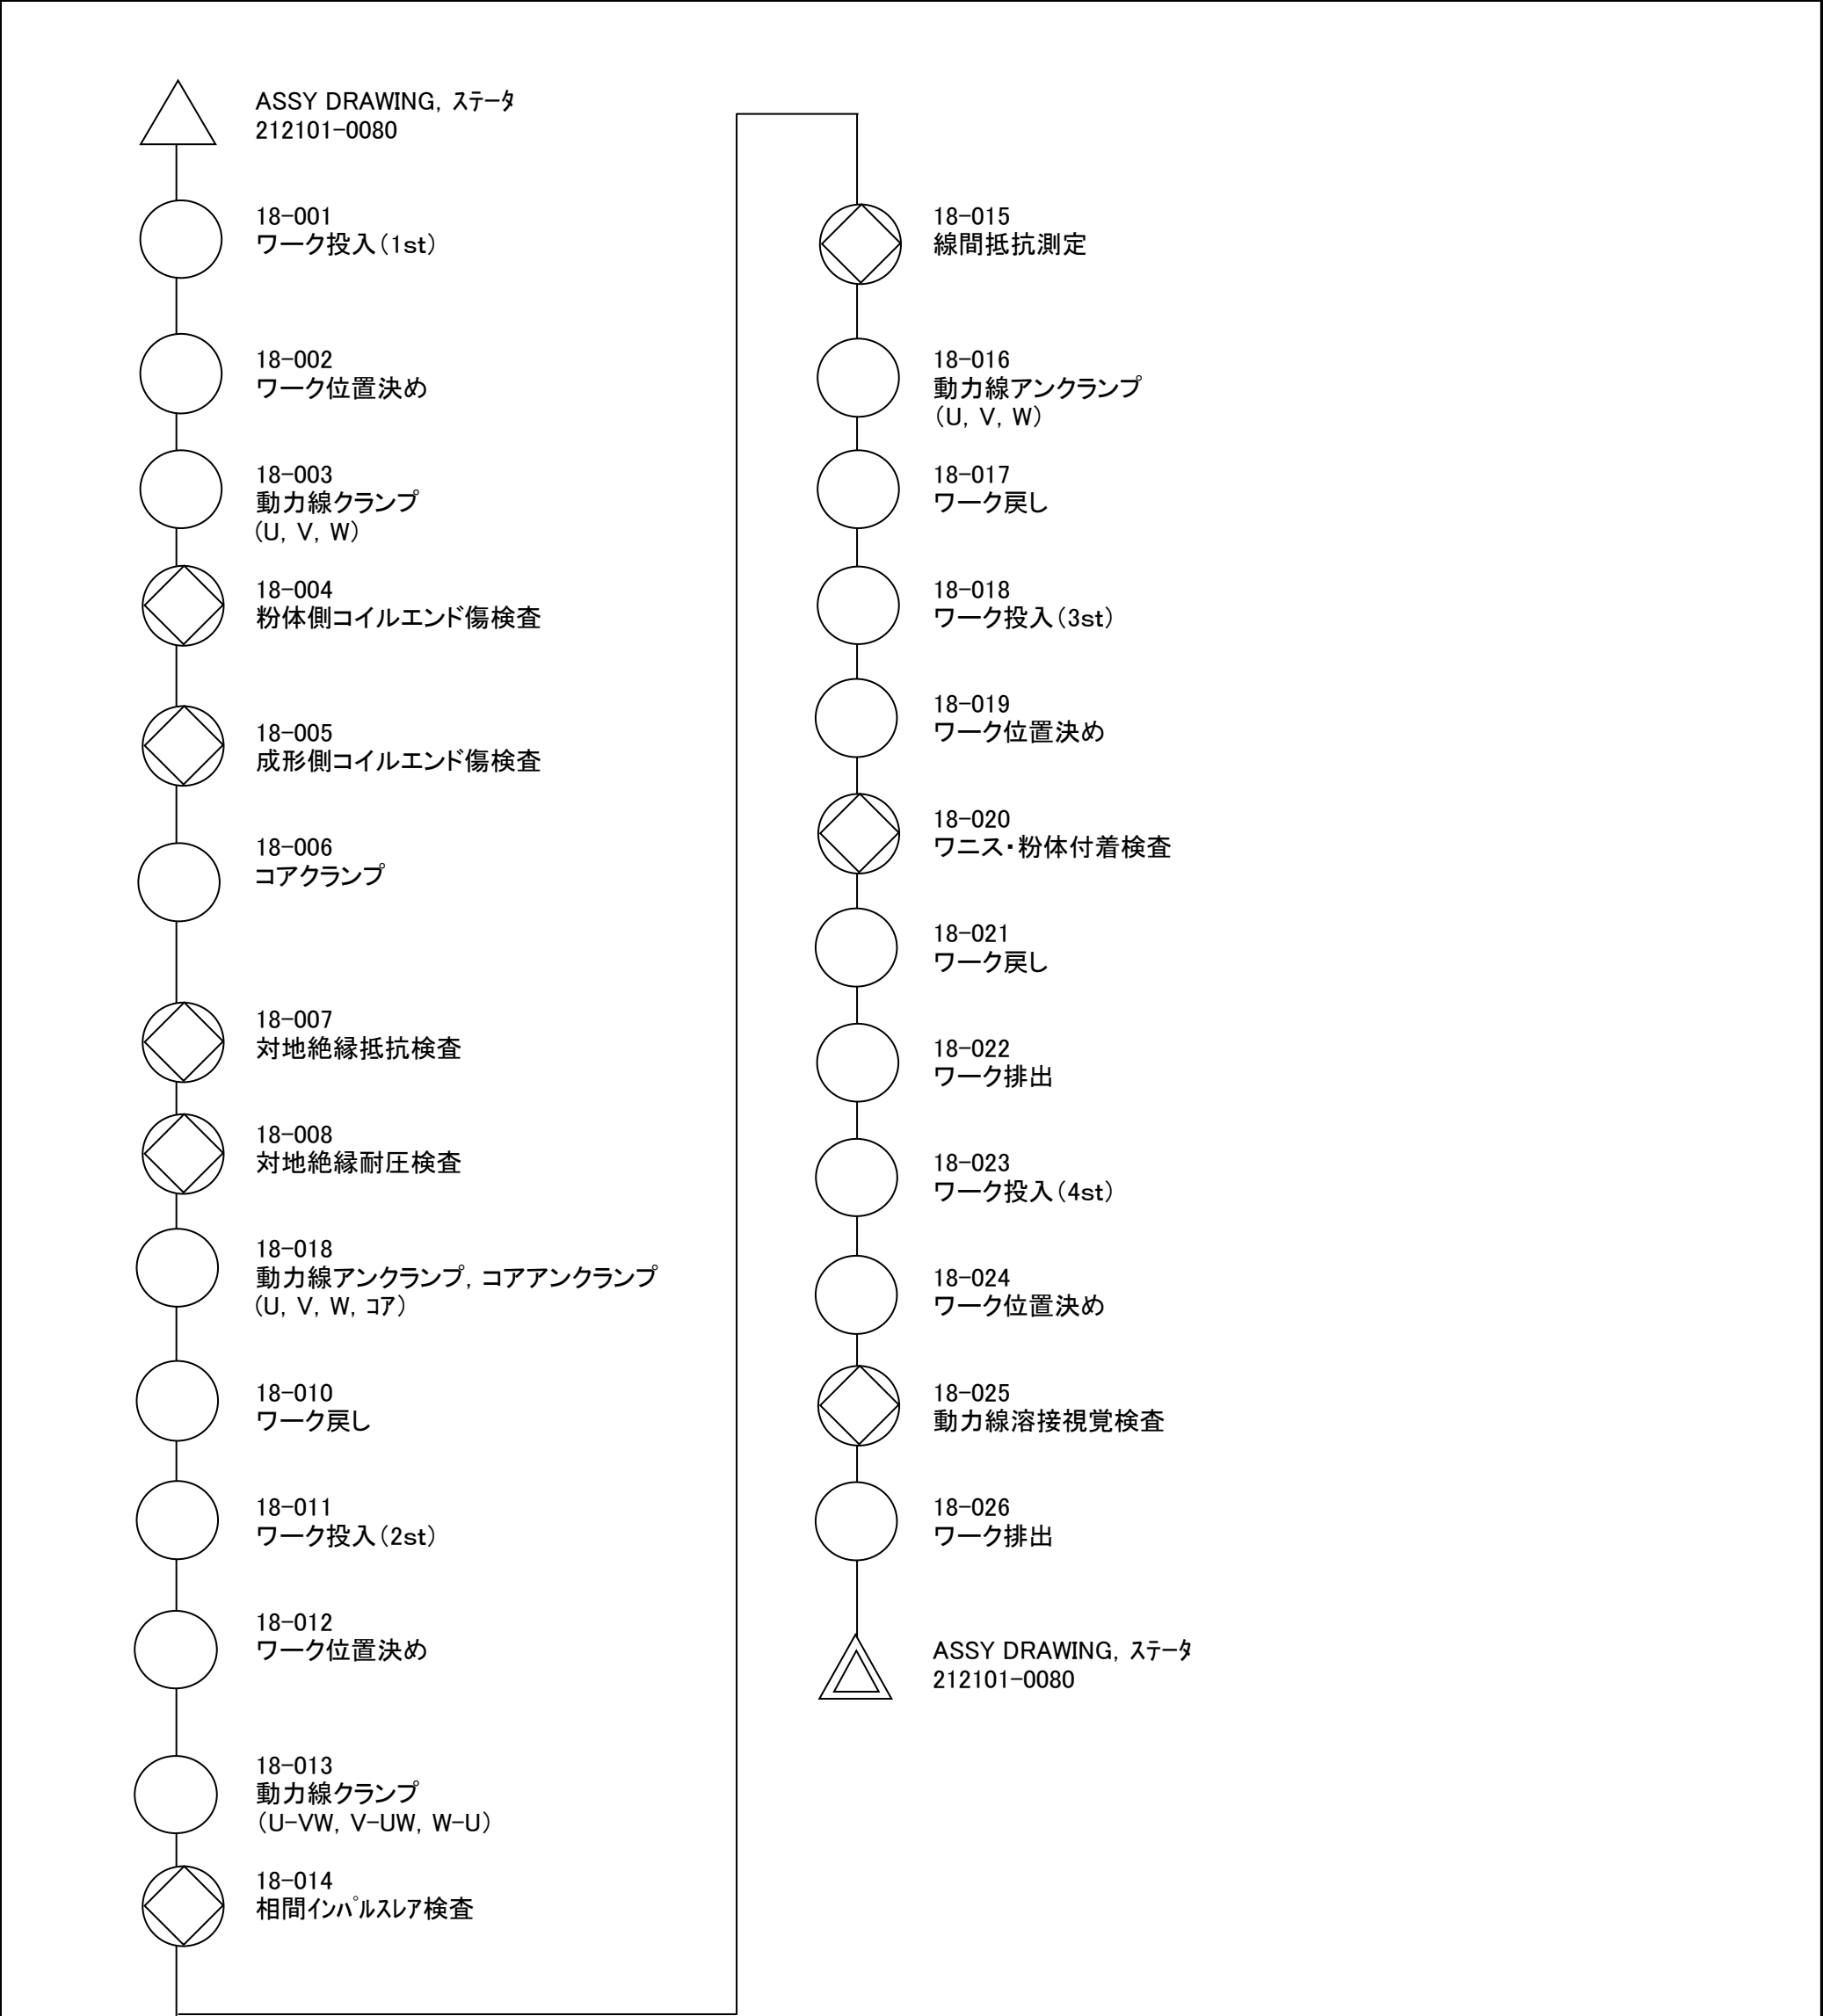 ASSY DRAWING, ｽﾃｰﾀ
212101-0080
18-001
ワーク投入(1st)
18-002
ワーク位置決め
18-003
動力線クランプ
(U, V, W)
18-004
粉体側コイルエンド傷検査
18-005
成形側コイルエンド傷検査
18-006
コアクランプ
18-007
対地絶縁抵抗検査
18-008
対地絶縁耐圧検査
18-018
動力線アンクランプ, コアアンクランプ
(U, V, W, ｺｱ)
18-010
ワーク戻し
18-011
ワーク投入(2st)
18-012
ワーク位置決め
18-013
動力線クランプ
(U-VW, V-UW, W-U)
18-014
相間ｲﾝﾊﾟﾙｽﾚｱ検査
18-015
線間抵抗測定
18-016
動力線アンクランプ
(U, V, W)
18-017
ワーク戻し
18-018
ワーク投入(3st)
18-019
ワーク位置決め
18-020
ワニス・粉体付着検査
18-021
ワーク戻し
18-022
ワーク排出
18-023
ワーク投入(4st)
18-024
ワーク位置決め
18-025
動力線溶接視覚検査
18-026
ワーク排出
ASSY DRAWING, ｽﾃｰﾀ
212101-0080